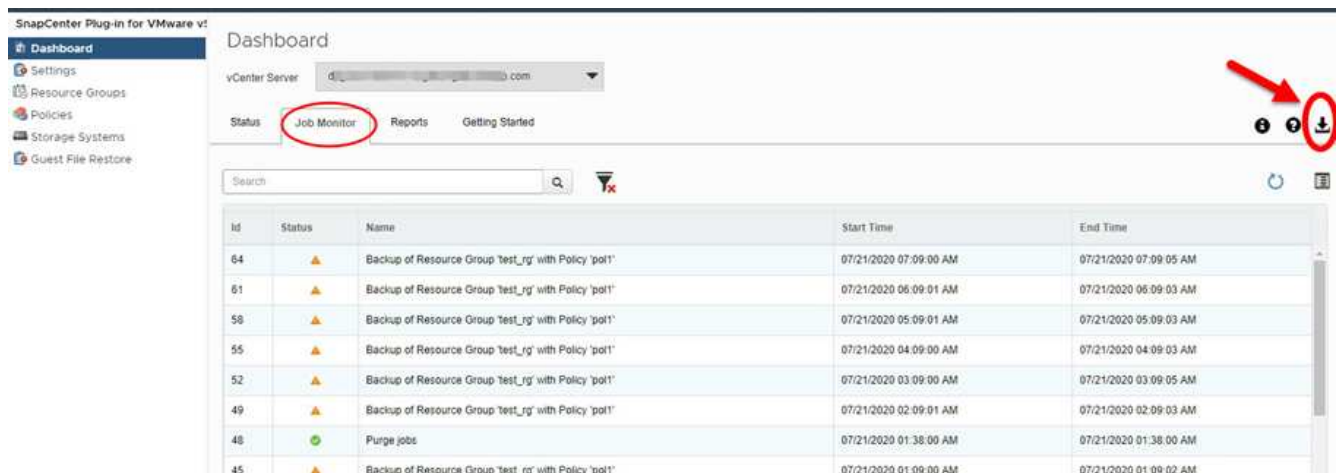 SnapCenter Plug-in for VMware vS
Dashboard
Settings
Resource Groups
Policies
Storage Systems
Guest File Restore
Dashboard
vCenter Server
.com
Status Job Monitor Reports Getting Started
Search
Id Status Name Start Time End Time
64 Backup of Resource Group 'test_rg' with Policy 'pol1' 07/21/2020 07:09:00 AM 07/21/2020 07:09:05 AM
61 Backup of Resource Group 'test_rg' with Policy 'pol1' 07/21/2020 06:09:01 AM 07/21/2020 06:09:03 AM
58 Backup of Resource Group 'test_rg' with Policy 'pol1' 07/21/2020 05:09:01 AM 07/21/2020 05:09:03 AM
55 Backup of Resource Group 'test_rg' with Policy 'pol1' 07/21/2020 04:09:00 AM 07/21/2020 04:09:03 AM
52 Backup of Resource Group 'test_rg' with Policy 'pol1' 07/21/2020 03:09:00 AM 07/21/2020 03:09:05 AM
49 Backup of Resource Group 'test_rg' with Policy 'pol1' 07/21/2020 02:09:01 AM 07/21/2020 02:09:03 AM
48 Purge jobs 07/21/2020 01:38:00 AM 07/21/2020 01:38:00 AM
45 Backup of Resource Group 'test_rg' with Policy 'pol1' 07/21/2020 01:09:00 AM 07/21/2020 01:09:02 AM